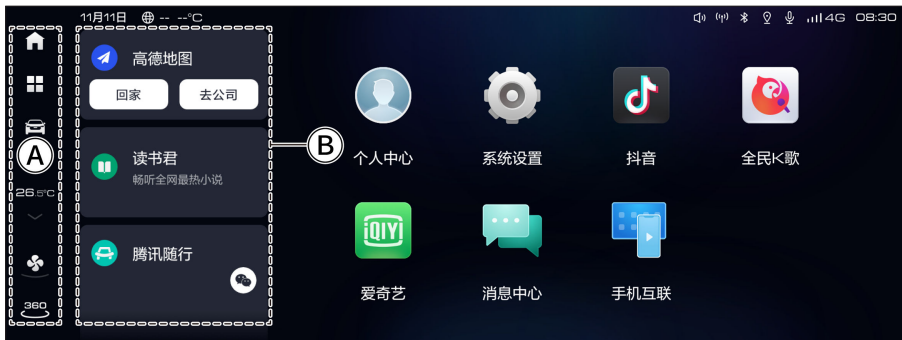 11月11日 -- --°C 4G 08:30
A
26.5°C
360
高德地图
回家 去公司
读书君
畅听全网最热小说
腾讯随行
B
个人中心 系统设置 抖音 全民K歌
iQIYI
爱奇艺 消息中心 手机互联